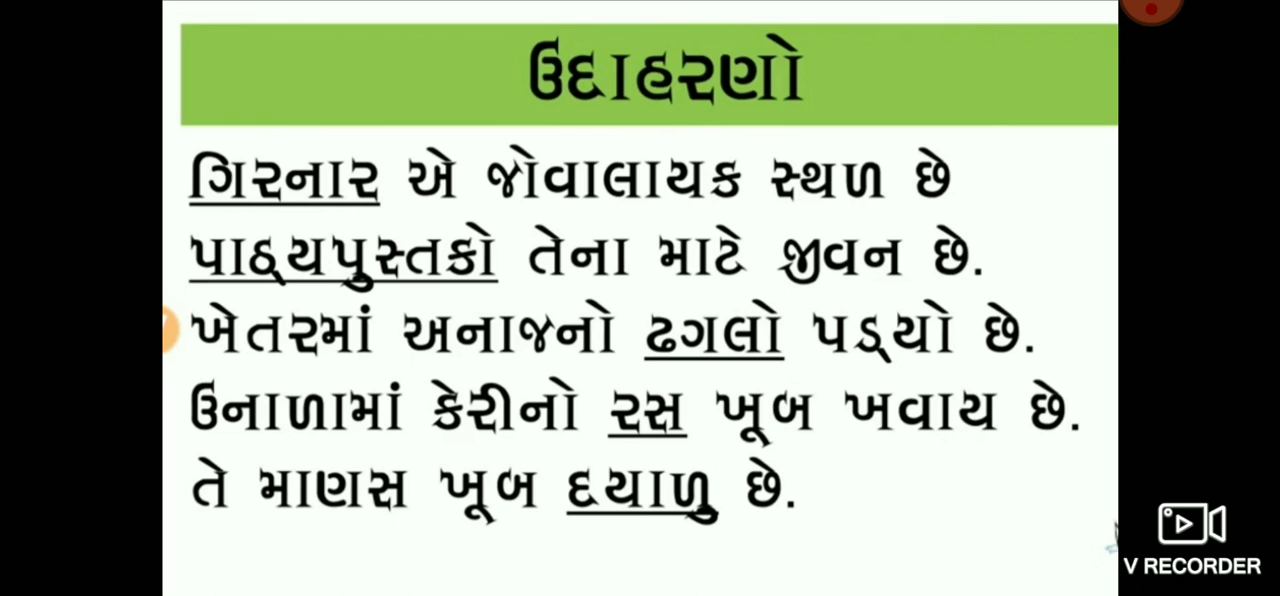 ઉદાહરણો
ગિરનાર એ જોવાલાયક સ્થળ છે
પાઠ્યપુસ્તકો તેના માટે જીવન છે.
ખેતરમાં અનાજનો ઢગલો પડ્યો છે.
ઉનાળામાં કેરીનો રસ ખૂબ ખવાય છે.
તે માણસ ખૂબ દયાળુ છે.
V RECORDER